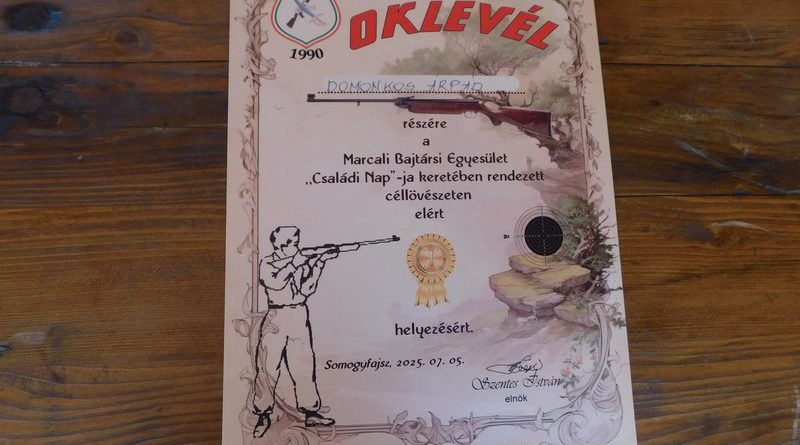 1990
OKLEVÉL
DOMONKOS ÁRPÁD
részére
a
Marcali Bajtársi Egyesület
,,Családi Nap"-ja keretében rendezett
céllövészeten
elért
helyezésért.
Somogyfajsz, 2025. 07. 05.
Szentes István
elnök